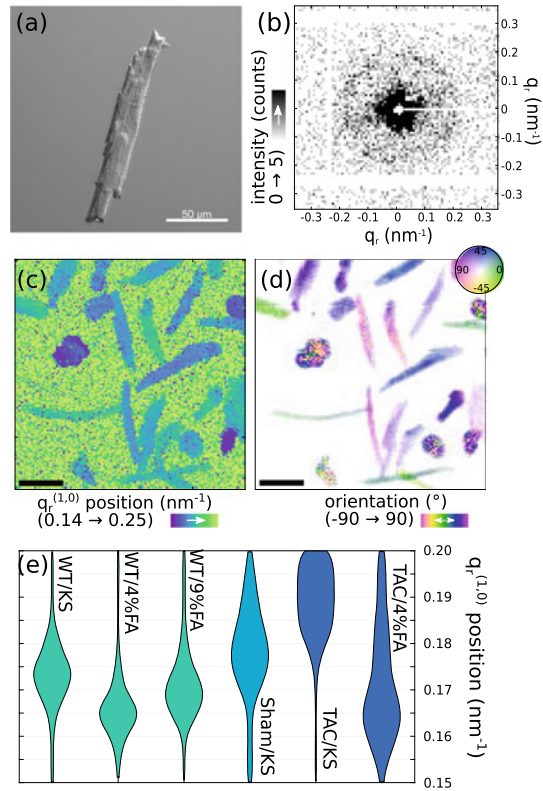 (a)
50 µm
(b)
intensity (counts)
0 → 5
0.3
0.2
0.1
0
-0.1
-0.2
-0.3
qr (nm-1)
-0.3 -0.2 -0.1 0 0.1 0.2 0.3
qr (nm-1)
(c)
qr(1,0) position (nm-1)
(0.14 → 0.25)
(d)
45
90 0
-45
orientation (°)
(-90 → 90)
(e)
WT/KS
WT/4%FA
WT/9%FA
Sham/KS
TAC/KS
TAC/4%FA
0.20
0.19
0.18
0.17
0.16
0.15
qr(1,0) position (nm-1)